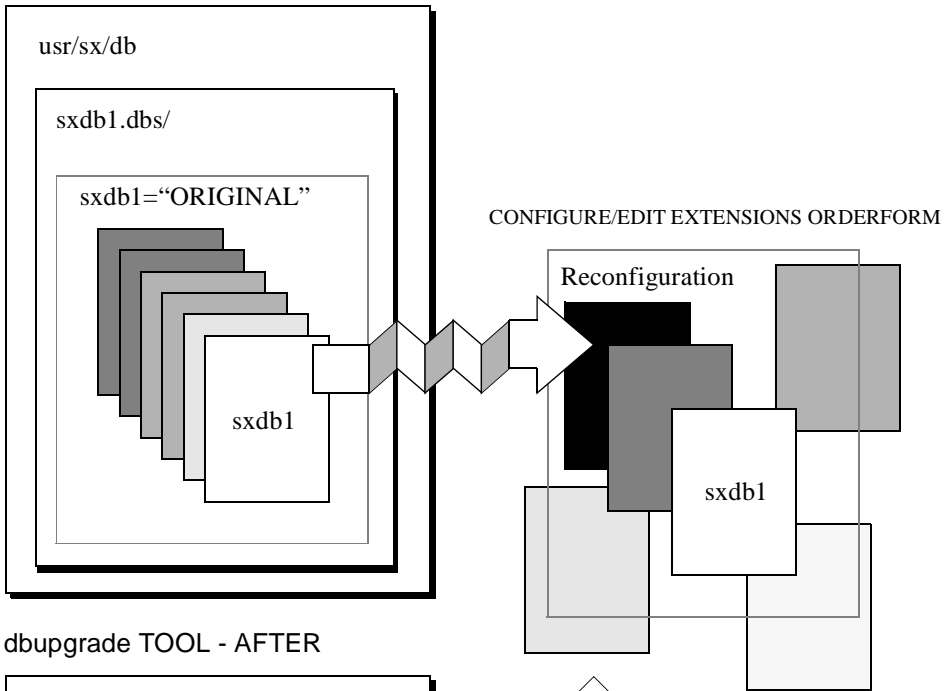 usr/sx/db
sxdb1.dbs/
sxdb1=“ORIGINAL”
sxdb1
CONFIGURE/EDIT EXTENSIONS ORDERFORM
Reconfiguration
sxdb1
dbupgrade TOOL - AFTER